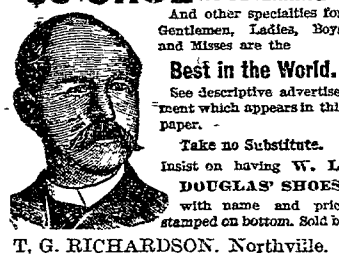 And other specialties for
Gentlemen, Ladies, Boys
and Misses are the
Best in the World.
See descriptive advertise
ment which appears in this
paper.
Take no Substitute.
Insist on having W. L.
DOUGLAS' SHOES
with name and price
stamped on bottom. Sold b
T. G. RICHARDSON. Northville.